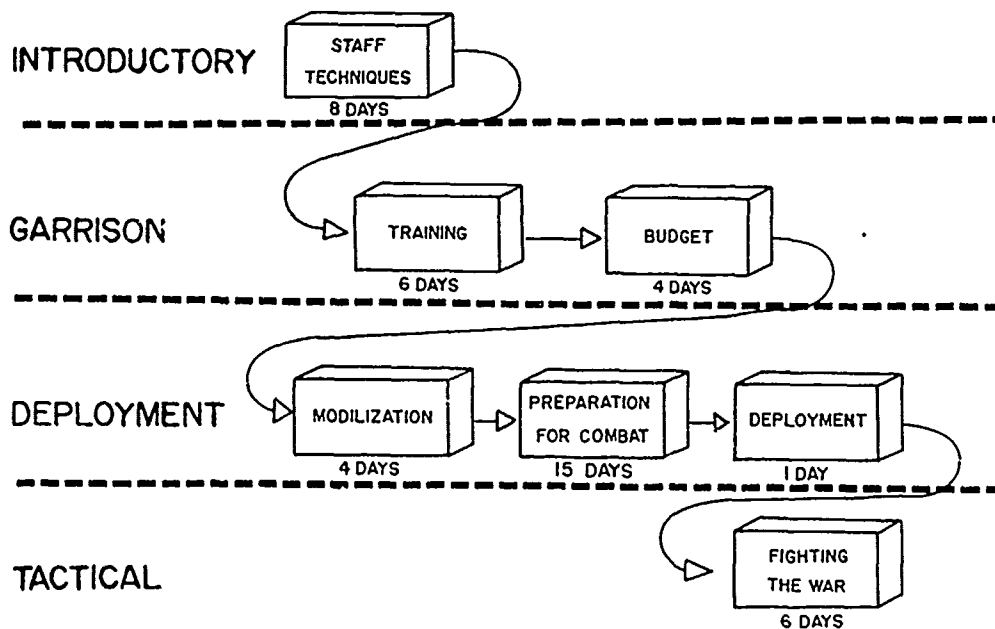 INTRODUCTORY
STAFF
TECHNIQUES
8 DAYS
GARRISON
TRAINING
6 DAYS
BUDGET
4 DAYS
DEPLOYMENT
MODILIZATION
4 DAYS
PREPARATION
FOR COMBAT
15 DAYS
DEPLOYMENT
1 DAY
TACTICAL
FIGHTING
THE WAR
6 DAYS